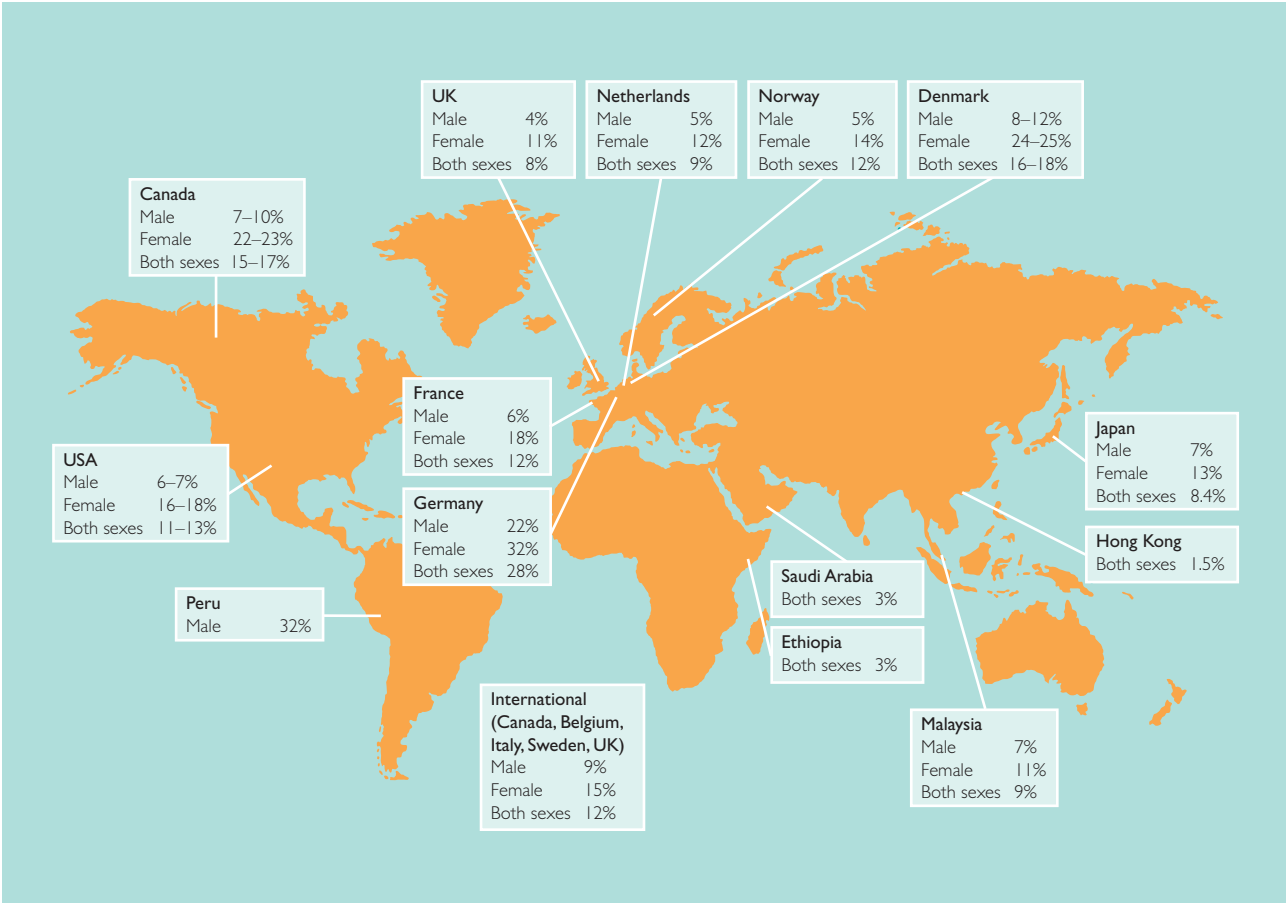 UK
Male 4%
Female 11%
Both sexes 8%
Netherlands
Male 5%
Female 12%
Both sexes 9%
Norway
Male 5%
Female 14%
Both sexes 12%
Denmark
Male 8–12%
Female 24–25%
Both sexes 16–18%
Canada
Male 7–10%
Female 22–23%
Both sexes 15–17%
France
Male 6%
Female 18%
Both sexes 12%
USA
Male 6–7%
Female 16–18%
Both sexes 11–13%
Germany
Male 22%
Female 32%
Both sexes 28%
Japan
Male 7%
Female 13%
Both sexes 8.4%
Hong Kong
Both sexes 1.5%
Saudi Arabia
Both sexes 3%
Peru
Male 32%
Ethiopia
Both sexes 3%
International
(Canada, Belgium,
Italy, Sweden, UK)
Male 9%
Female 15%
Both sexes 12%
Malaysia
Male 7%
Female 11%
Both sexes 9%